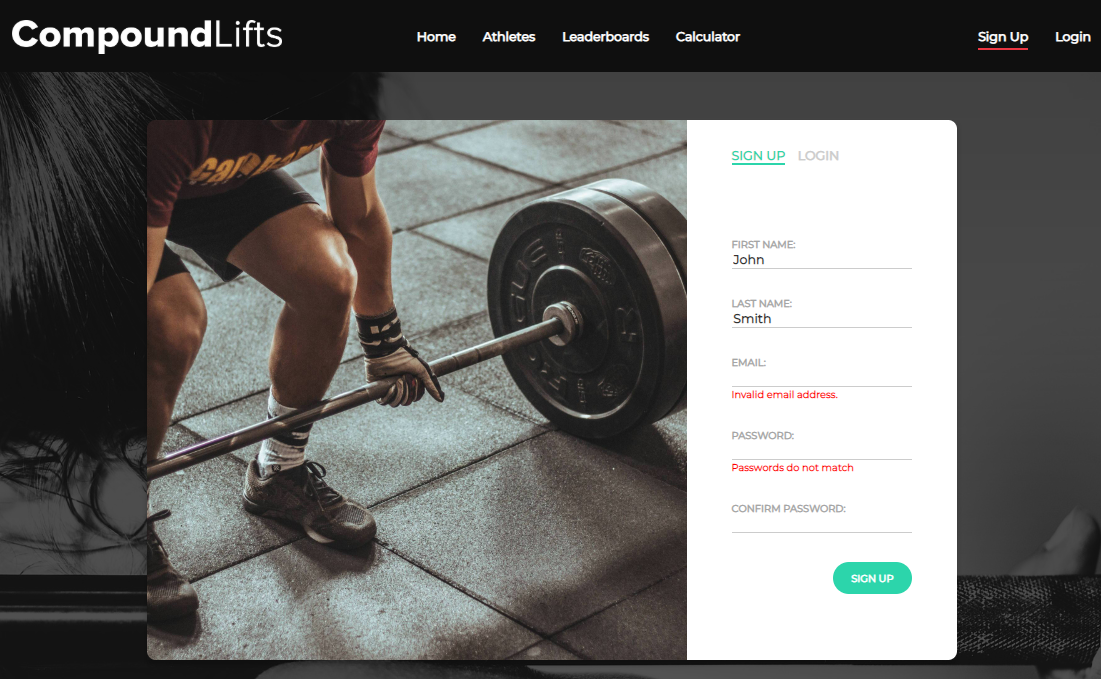 CompoundLifts
Home Athletes Leaderboards Calculator
Sign Up Login
SIGN UP LOGIN
FIRST NAME:
John
LAST NAME:
Smith
EMAIL:
Invalid email address.
PASSWORD:
Passwords do not match
CONFIRM PASSWORD:
SIGN UP